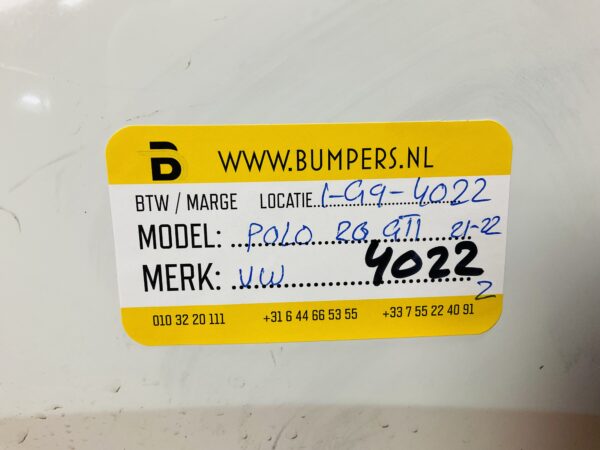 B WWW.BUMPERS.NL
BTW / MARGE LOCATIE 1-G9-4022
MODEL: POLO 2G GTI 21-22
MERK: VW 4022
2
010 32 20 111 +31 6 44 66 53 55 +33 7 55 22 40 91